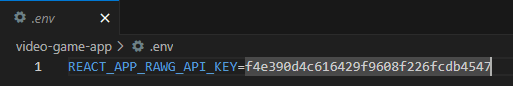 .env ×
video-game-app > .env
1 REACT_APP_RAWG_API_KEY=f4e390d4c616429f9608f226fcdb4547